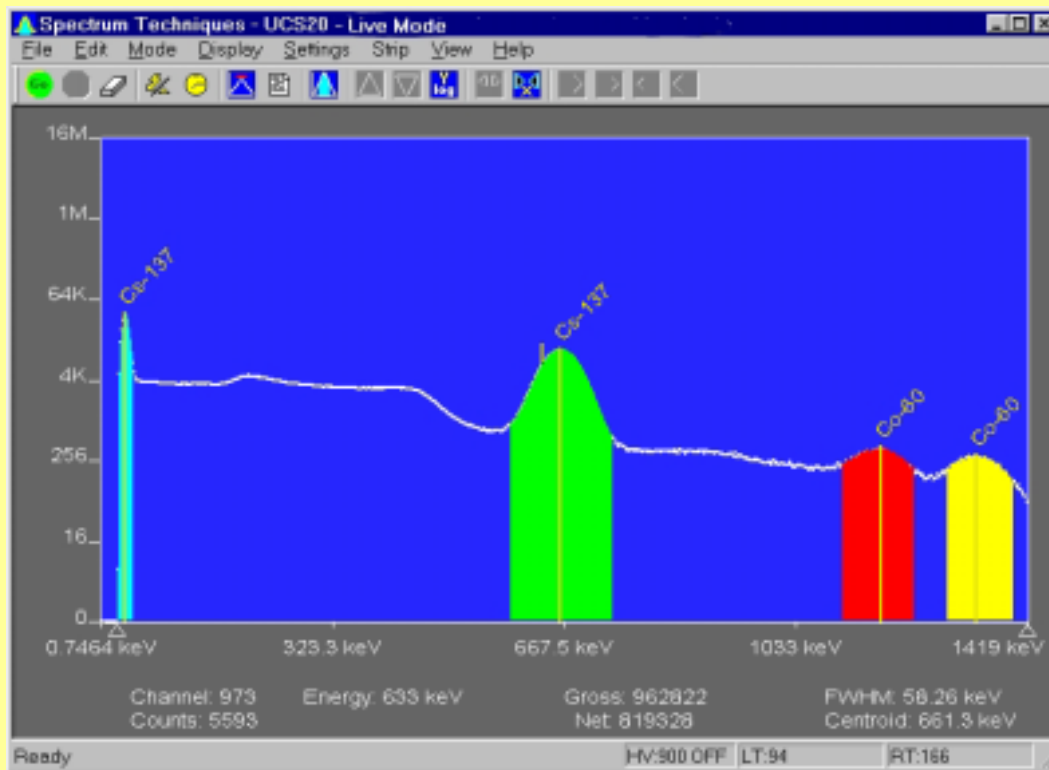 Spectrum Techniques - UCS20 - Live Mode
File Edit Mode Display Settings Strip View Help
Go Y log
16M
1M
64K
4K
256
16
0
Cs-137
Cs-137
Co-60
Co-60
0.7464 keV 323.3 keV 667.5 keV 1033 keV 1419 keV
Channel: 973 Energy: 633 keV Gross: 962822 FWHM: 58.26 keV
Counts: 5593 Net: 819328 Centroid: 661.3 keV
Ready HV:900 OFF LT:94 RT:166